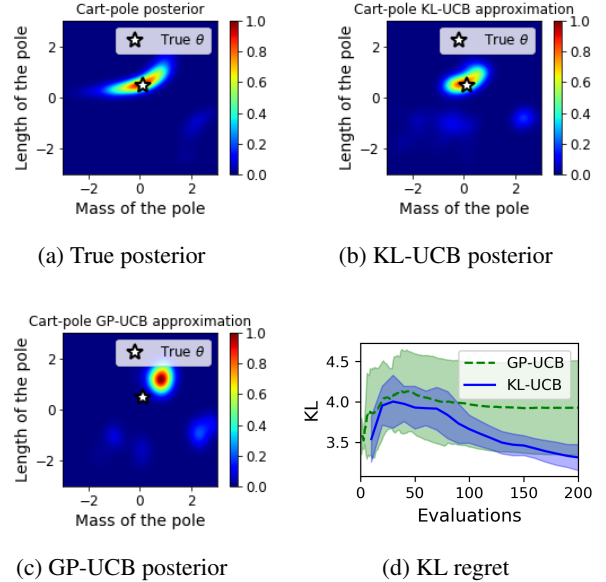 Cart-pole posterior
True θ
Length of the pole
2
0
−2
−2
0
2
Mass of the pole
1.0
0.8
0.6
0.4
0.2
0.0
(a) True posterior
Cart-pole KL-UCB approximation
True θ
Length of the pole
2
0
−2
−2
0
2
Mass of the pole
1.0
0.8
0.6
0.4
0.2
0.0
(b) KL-UCB posterior
Cart-pole GP-UCB approximation
True θ
Length of the pole
2
0
−2
−2
0
2
Mass of the pole
1.0
0.8
0.6
0.4
0.2
0.0
(c) GP-UCB posterior
GP-UCB
KL-UCB
KL
4.5
4.0
3.5
0
50
100
150
200
Evaluations
(d) KL regret